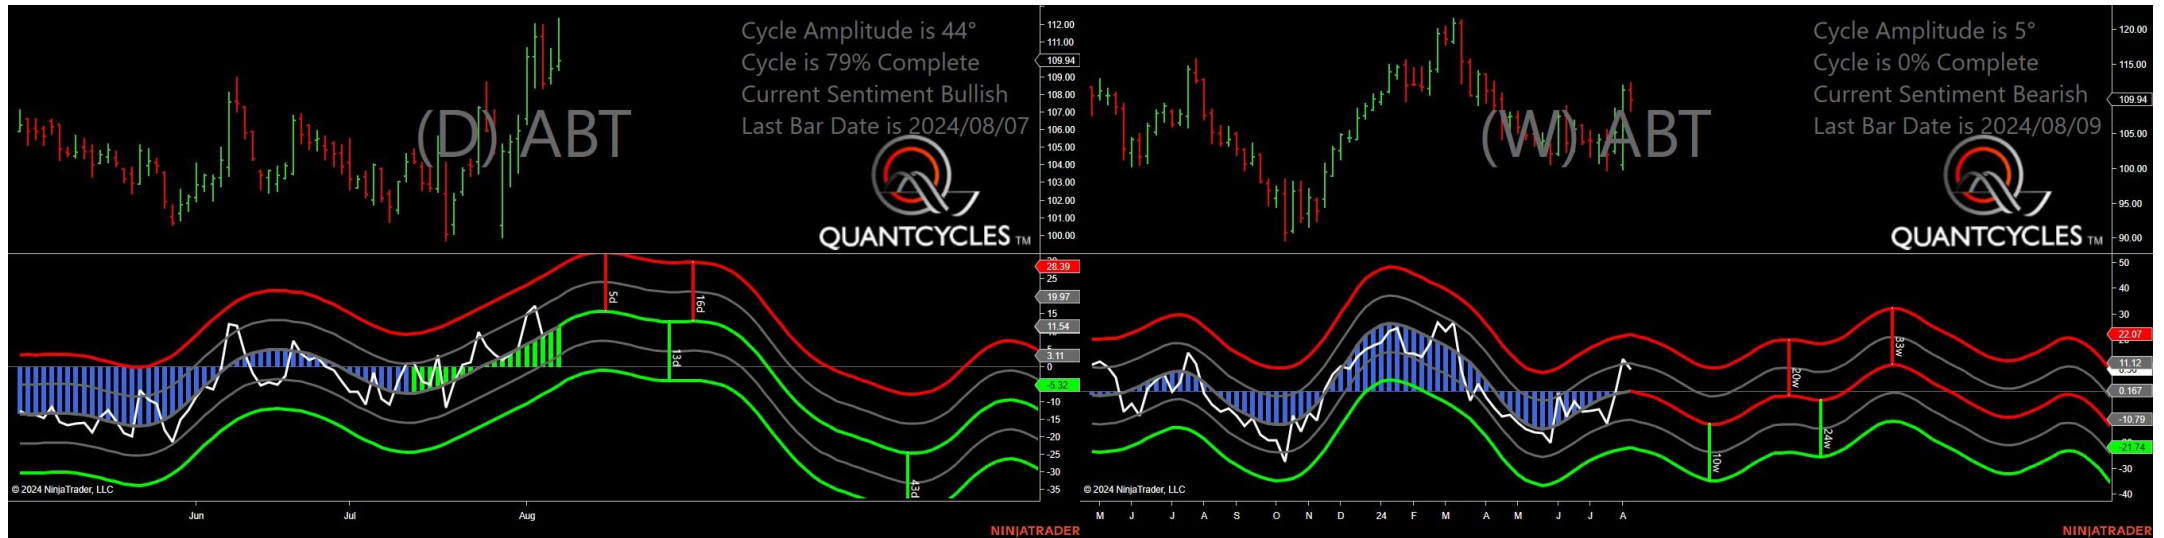 Cycle Amplitude is 44°
Cycle is 79% Complete
Current Sentiment Bullish
Last Bar Date is 2024/08/07
(D) ABT
QUANTCYCLES TM
112.00
111.00
109.94
109.00
108.00
107.00
106.00
105.00
104.00
103.00
102.00
101.00
100.00
28.39
25
19.97
15
11.54
5
3.11
0
-5.32
-10
-15
-20
-25
-30
-35
5d
16d
13d
43d
© 2024 NinjaTrader, LLC
Jun Jul Aug
NINJATRADER
Cycle Amplitude is 5°
Cycle is 0% Complete
Current Sentiment Bearish
Last Bar Date is 2024/08/09
(W) ABT
QUANTCYCLES TM
120.00
115.00
109.94
105.00
100.00
95.00
90.00
50
40
30
22.07
11.12
0.167
-10.79
-21.74
-30
-40
20w
33w
10w
24w
© 2024 NinjaTrader, LLC
M J J A S O N D 24 F M A M J J A
NINJATRADER